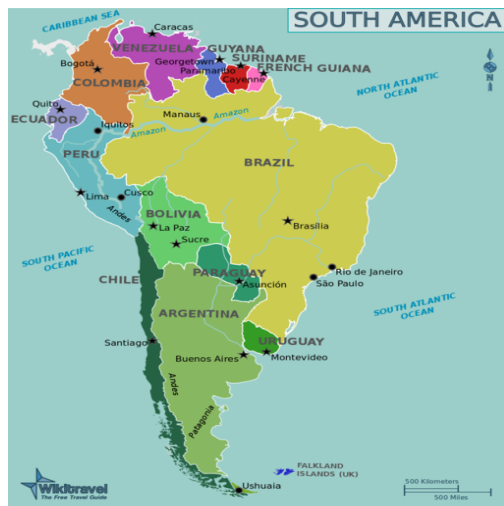 SOUTH AMERICA
CARIBBEAN SEA
Caracas
VENEZUELA
GUYANA
Georgetown
SURINAME
Paramaribo
FRENCH GUIANA
Cayenne
Bogotá
COLOMBIA
NORTH ATLANTIC
OCEAN
N
Quito
ECUADOR
Iquitos
Manaus
Amazon
Amazon
PERU
BRAZIL
Lima
Cusco
Andes
BOLIVIA
La Paz
Sucre
Brasília
SOUTH PACIFIC
OCEAN
CHILE
PARAGUAY
Asunción
Rio de Janeiro
São Paulo
SOUTH ATLANTIC
OCEAN
ARGENTINA
URUGUAY
Santiago
Buenos Aires
Montevideo
Andes
Patagonia
FALKLAND
ISLANDS (UK)
Ushuaia
Wikitravel
The Free Travel Guide
500 Kilometers
500 Miles